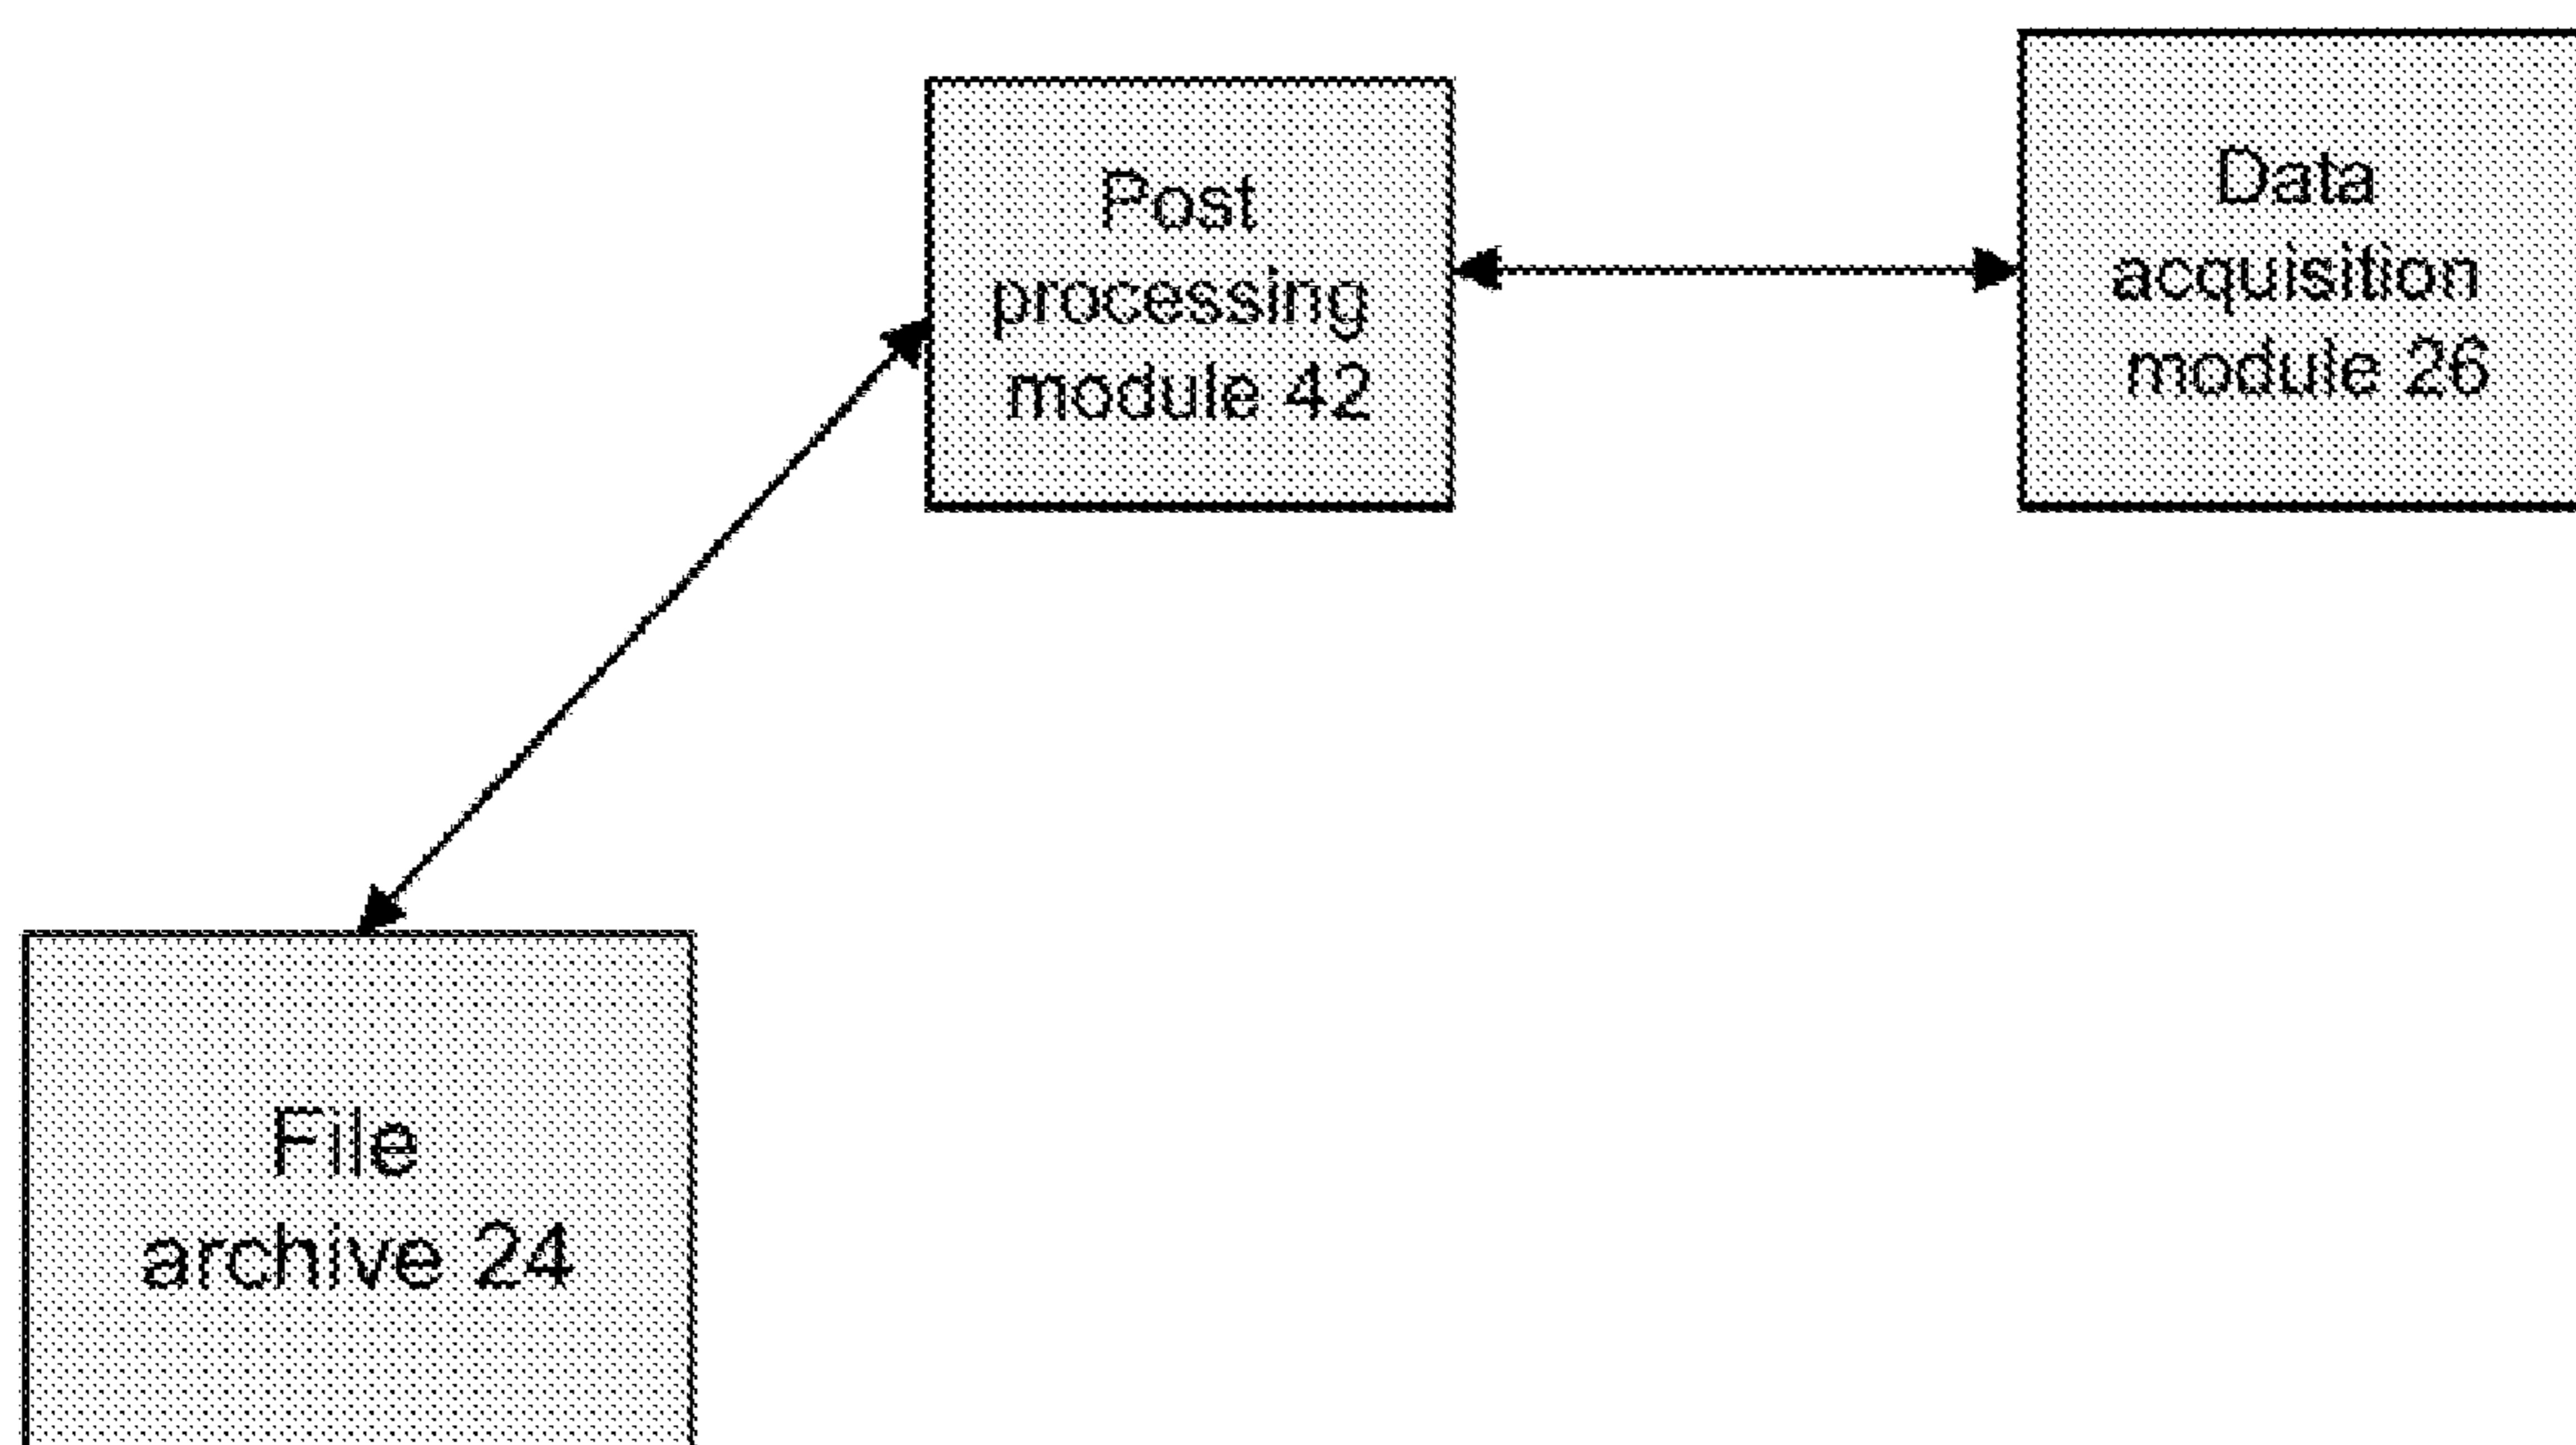 Post
processing
module 42
Data
acquisition
module 26
File
archive 24